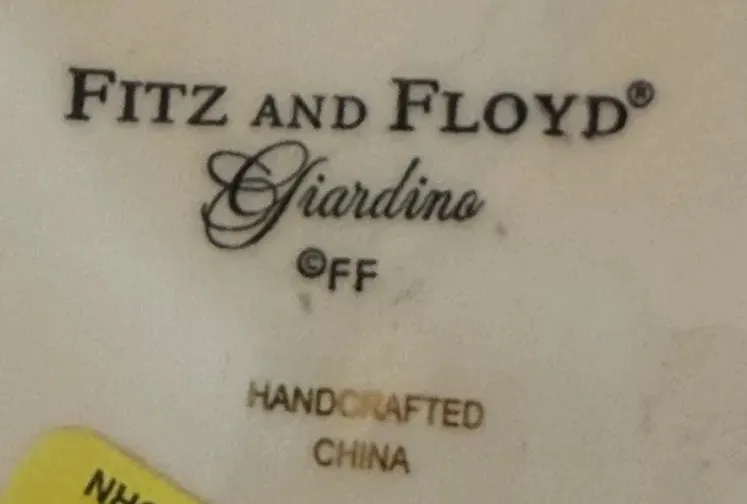 FITZ AND FLOYD®
Giardino
©FF
HANDCRAFTED
CHINA